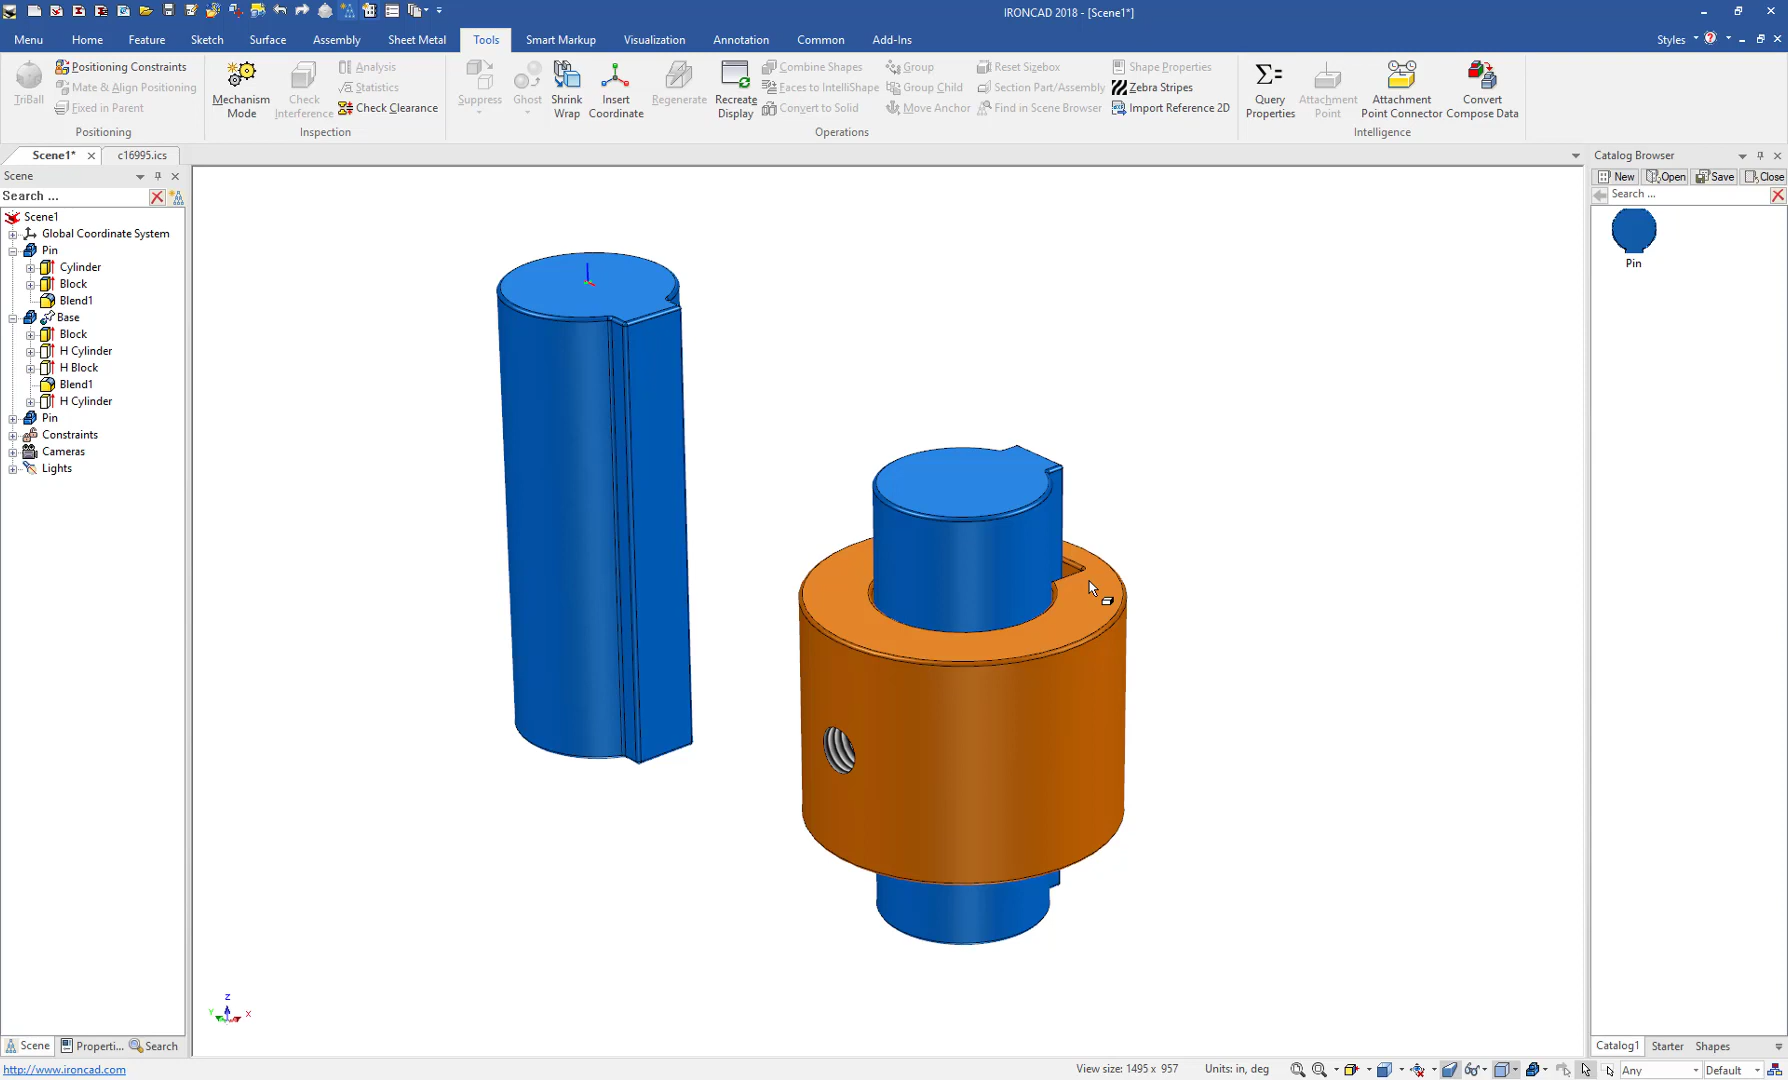 IRONCAD 2018 - [Scene1*]
Menu Home Feature Sketch Surface Assembly Sheet Metal Tools Smart Markup Visualization Annotation Common Add-Ins Styles
TriBall
Positioning Constraints
Mate & Align Positioning
Fixed in Parent
Positioning
Mechanism Mode
Check Interference
Analysis
Statistics
Check Clearance
Inspection
Suppress
Ghost
Shrink Wrap
Insert Coordinate
Regenerate
Recreate Display
Combine Shapes
Faces to IntelliShape
Convert to Solid
Group
Group Child
Move Anchor
Reset Sizebox
Section Part/Assembly
Find in Scene Browser
Shape Properties
Zebra Stripes
Import Reference 2D
Operations
Query Properties
Attachment Point
Attachment Point Connector
Convert Compose Data
Intelligence
Scene1* c16995.ics
Scene
Search ...
Scene1
Global Coordinate System
Pin
Cylinder
Block
Blend1
Base
Block
H Cylinder
H Block
Blend1
H Cylinder
Pin
Constraints
Cameras
Lights
Z
Y
X
Catalog Browser
New Open Save Close
Search ...
Pin
Scene Properti... Search
Catalog1 Starter Shapes
http://www.ironcad.com
View size: 1495 x 957 Units: in, deg
Any Default